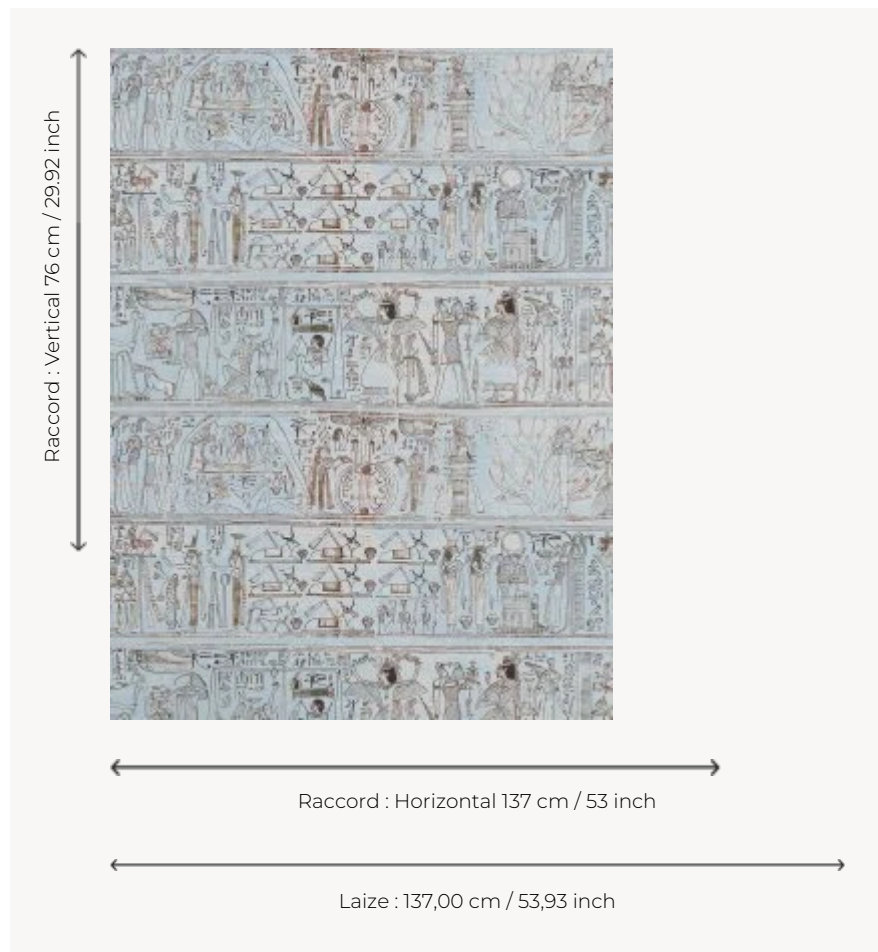 Raccord : Vertical 76 cm / 29.92 inch
Raccord : Horizontal 137 cm / 53 inch
Laize : 137,00 cm / 53,93 inch